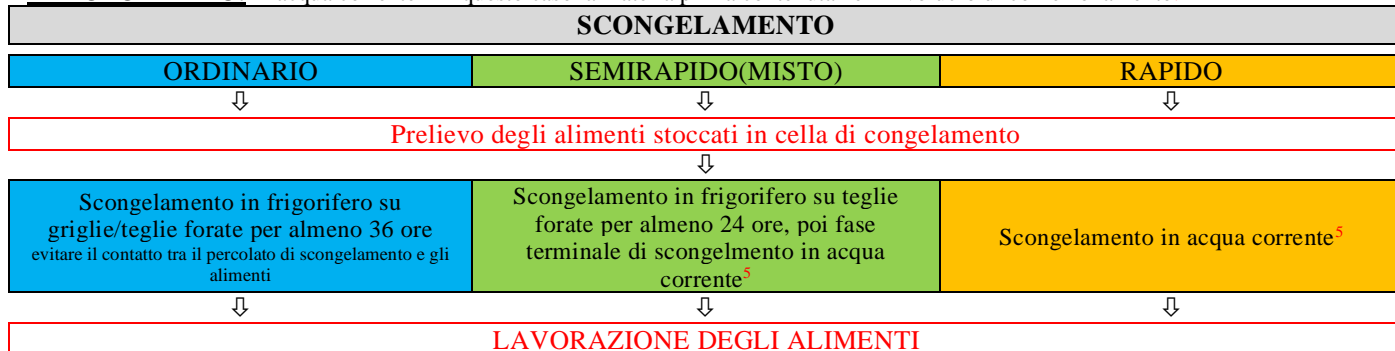 SCONGELAMENTO
ORDINARIO SEMIRAPIDO(MISTO) RAPIDO
⇩ ⇩ ⇩
Prelievo degli alimenti stoccati in cella di congelamento
⇩
Scongelamento in frigorifero su
griglie/teglie forate per almeno 36 ore
evitare il contatto tra il percolato di scongelamento e gli
alimenti
Scongelamento in frigorifero su teglie
forate per almeno 24 ore, poi fase
terminale di scongelmento in acqua
corrente⁵
Scongelamento in acqua corrente⁵
⇩ ⇩ ⇩
LAVORAZIONE DEGLI ALIMENTI